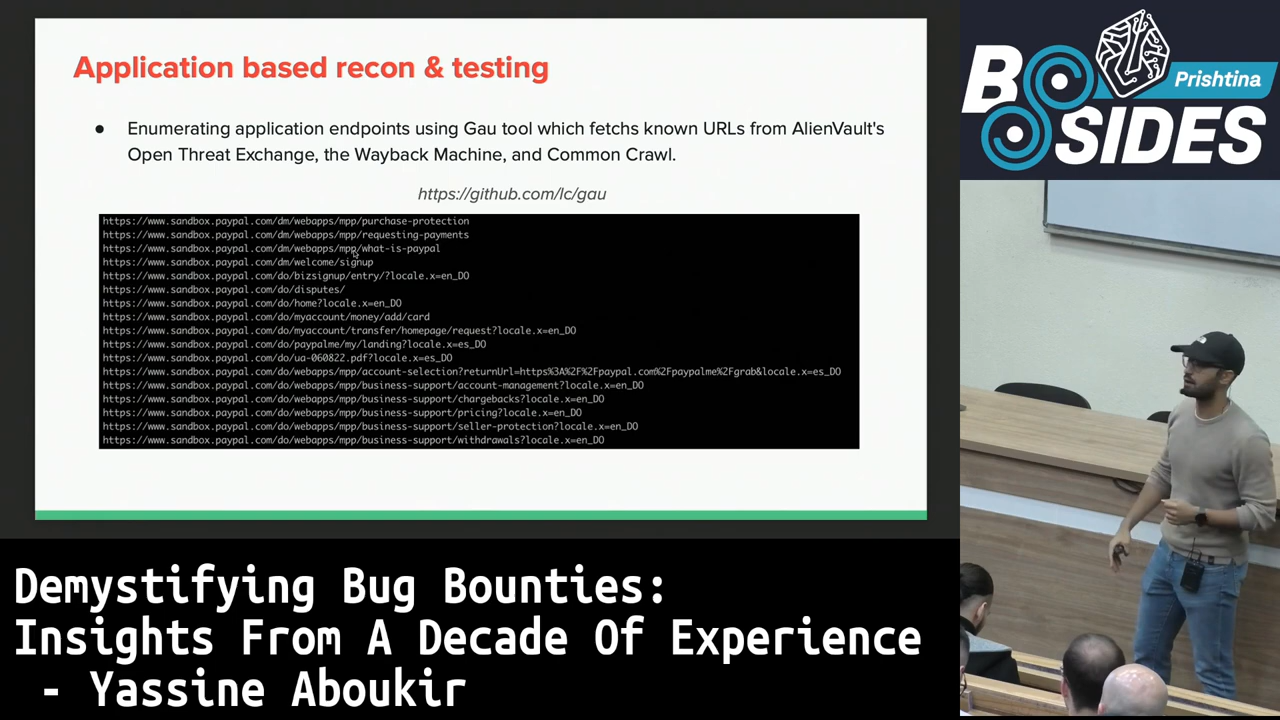 Application based recon & testing
● Enumerating application endpoints using Gau tool which fetchs known URLs from AlienVault's
Open Threat Exchange, the Wayback Machine, and Common Crawl.
https://github.com/lc/gau
https://www.sandbox.paypal.com/dm/webapps/mpp/purchase-protection
https://www.sandbox.paypal.com/dm/webapps/mpp/requesting-payments
https://www.sandbox.paypal.com/dm/webapps/mpp/what-is-paypal
https://www.sandbox.paypal.com/dm/welcome/signup
https://www.sandbox.paypal.com/do/bizsignup/entry/?locale.x=en_DO
https://www.sandbox.paypal.com/do/disputes/
https://www.sandbox.paypal.com/do/home?locale.x=en_DO
https://www.sandbox.paypal.com/do/myaccount/money/add/card
https://www.sandbox.paypal.com/do/myaccount/transfer/homepage/request?locale.x=en_DO
https://www.sandbox.paypal.com/do/paypalme/my/landing?locale.x=es_DO
https://www.sandbox.paypal.com/do/ua-060822.pdf?locale.x=es_DO
https://www.sandbox.paypal.com/do/webapps/mpp/account-selection?returnUrl=https%3A%2F%2Fpaypal.com%2Fpaypalme%2Fgrab&locale.x=es_DO
https://www.sandbox.paypal.com/do/webapps/mpp/business-support/account-management?locale.x=en_DO
https://www.sandbox.paypal.com/do/webapps/mpp/business-support/chargebacks?locale.x=en_DO
https://www.sandbox.paypal.com/do/webapps/mpp/business-support/pricing?locale.x=en_DO
https://www.sandbox.paypal.com/do/webapps/mpp/business-support/seller-protection?locale.x=en_DO
https://www.sandbox.paypal.com/do/webapps/mpp/business-support/withdrawals?locale.x=en_DO
BSIDES
Prishtina
Demystifying Bug Bounties:
Insights From A Decade Of Experience
- Yassine Aboukir